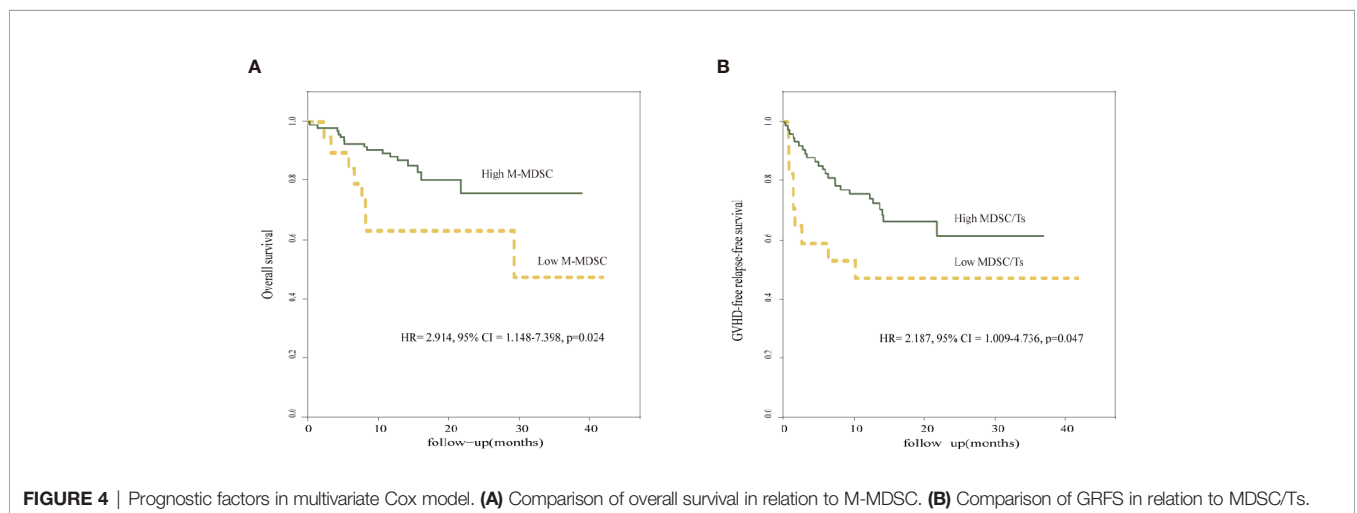 A
B
1.0
0.8
0.6
0.4
0.2
0.0
Overall survival
High M-MDSC
Low M-MDSC
HR= 2.914, 95% CI = 1.148-7.398, p=0.024
0 10 20 30 40
follow-up(months)
1.0
0.8
0.6
0.4
0.2
0.0
GVHD-free relapse-free survival
High MDSC/Ts
Low MDSC/Ts
HR= 2.187, 95% CI = 1.009-4.736, p=0.047
0 10 20 30 40
follow up(months)
FIGURE 4 | Prognostic factors in multivariate Cox model. (A) Comparison of overall survival in relation to M-MDSC. (B) Comparison of GRFS in relation to MDSC/Ts.